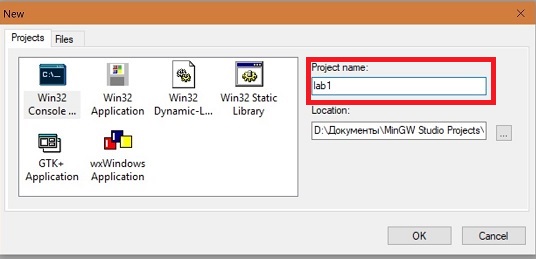 New
Projects
Files
C:\_
Win32
Console ...
Win32
Application
Win32
Dynamic-L...
Win32 Static
Library
GTK+
Application
wxWindows
Application
Project name:
lab1
Location:
D:\Документы\MinGW Studio Projects\
...
OK
Cancel